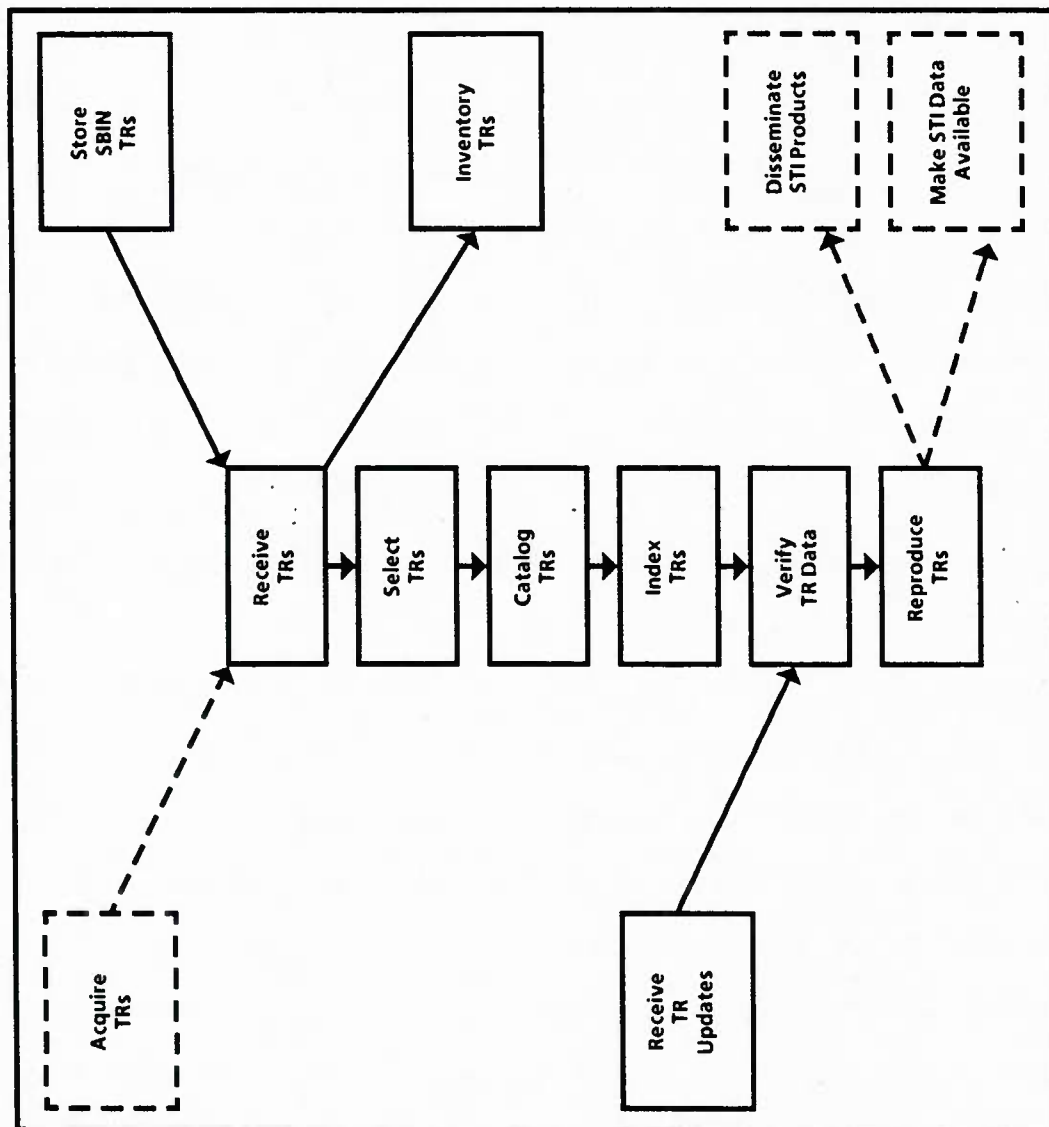 Acquire
TRs
Store
SBIN
TRs
Receive
TRs
Inventory
TRs
Select
TRs
Catalog
TRs
Index
TRs
Receive
TR
Updates
Verify
TR Data
Reproduce
TRs
Disseminate
STI Products
Make STI Data
Available